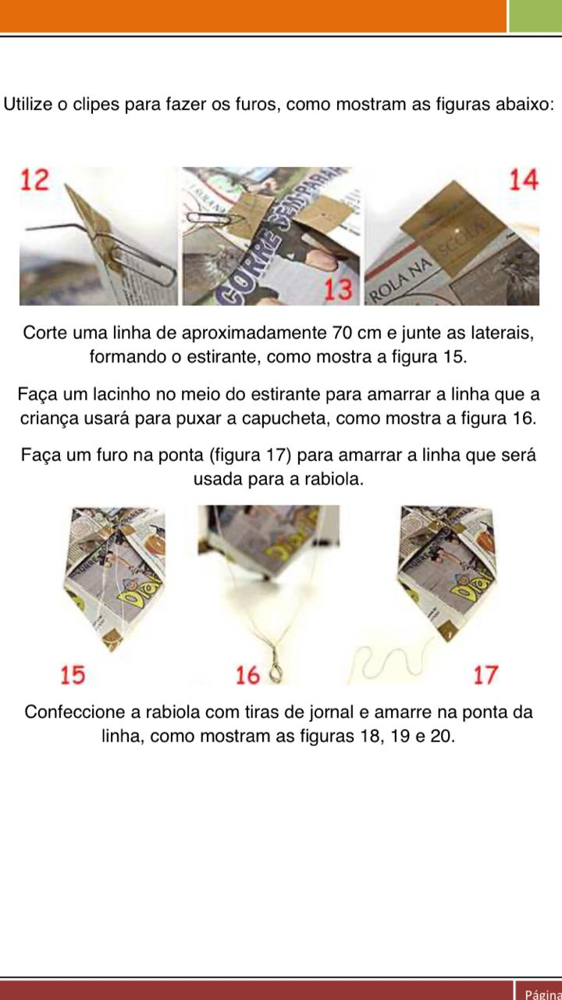 Utilize o clipes para fazer os furos, como mostram as figuras abaixo:
12
14
CORRE SEM PARAR
13
ROLA NA
SCOLA
Corte uma linha de aproximadamente 70 cm e junte as laterais,
formando o estirante, como mostra a figura 15.
Faça um lacinho no meio do estirante para amarrar a linha que a
criança usará para puxar a capucheta, como mostra a figura 16.
Faça um furo na ponta (figura 17) para amarrar a linha que será
usada para a rabiola.
15
16
17
Confeccione a rabiola com tiras de jornal e amarre na ponta da
linha, como mostram as figuras 18, 19 e 20.
Página